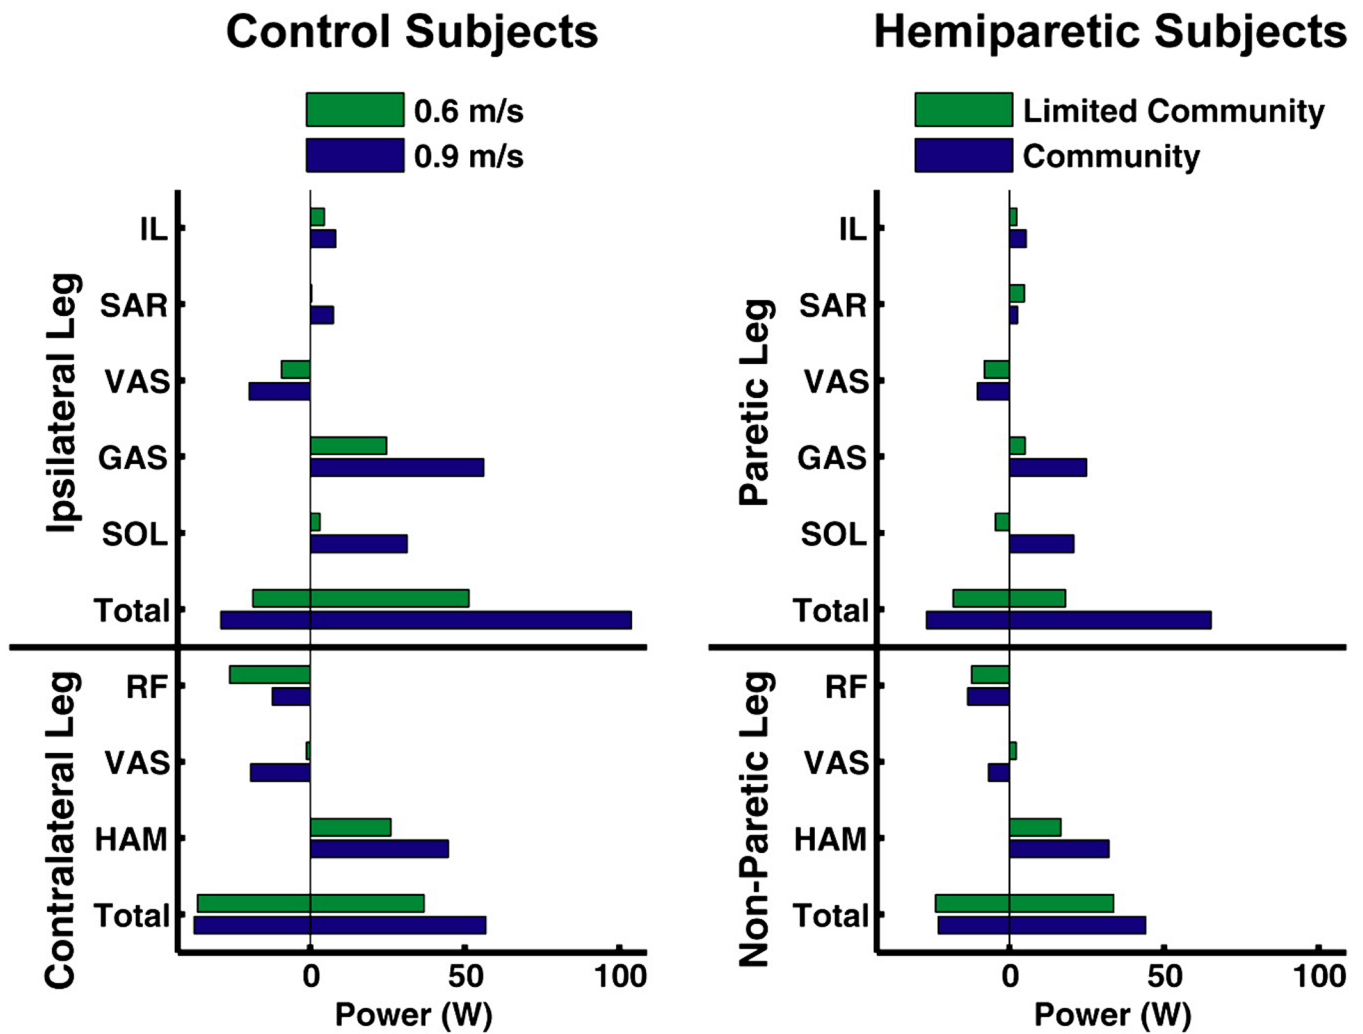 Control Subjects
0.6 m/s
0.9 m/s
Ipsilateral Leg
IL
SAR
VAS
GAS
SOL
Total
Contralateral Leg
RF
VAS
HAM
Total
0 50 100
Power (W)
Hemiparetic Subjects
Limited Community
Community
Paretic Leg
IL
SAR
VAS
GAS
SOL
Total
Non-Paretic Leg
RF
VAS
HAM
Total
0 50 100
Power (W)